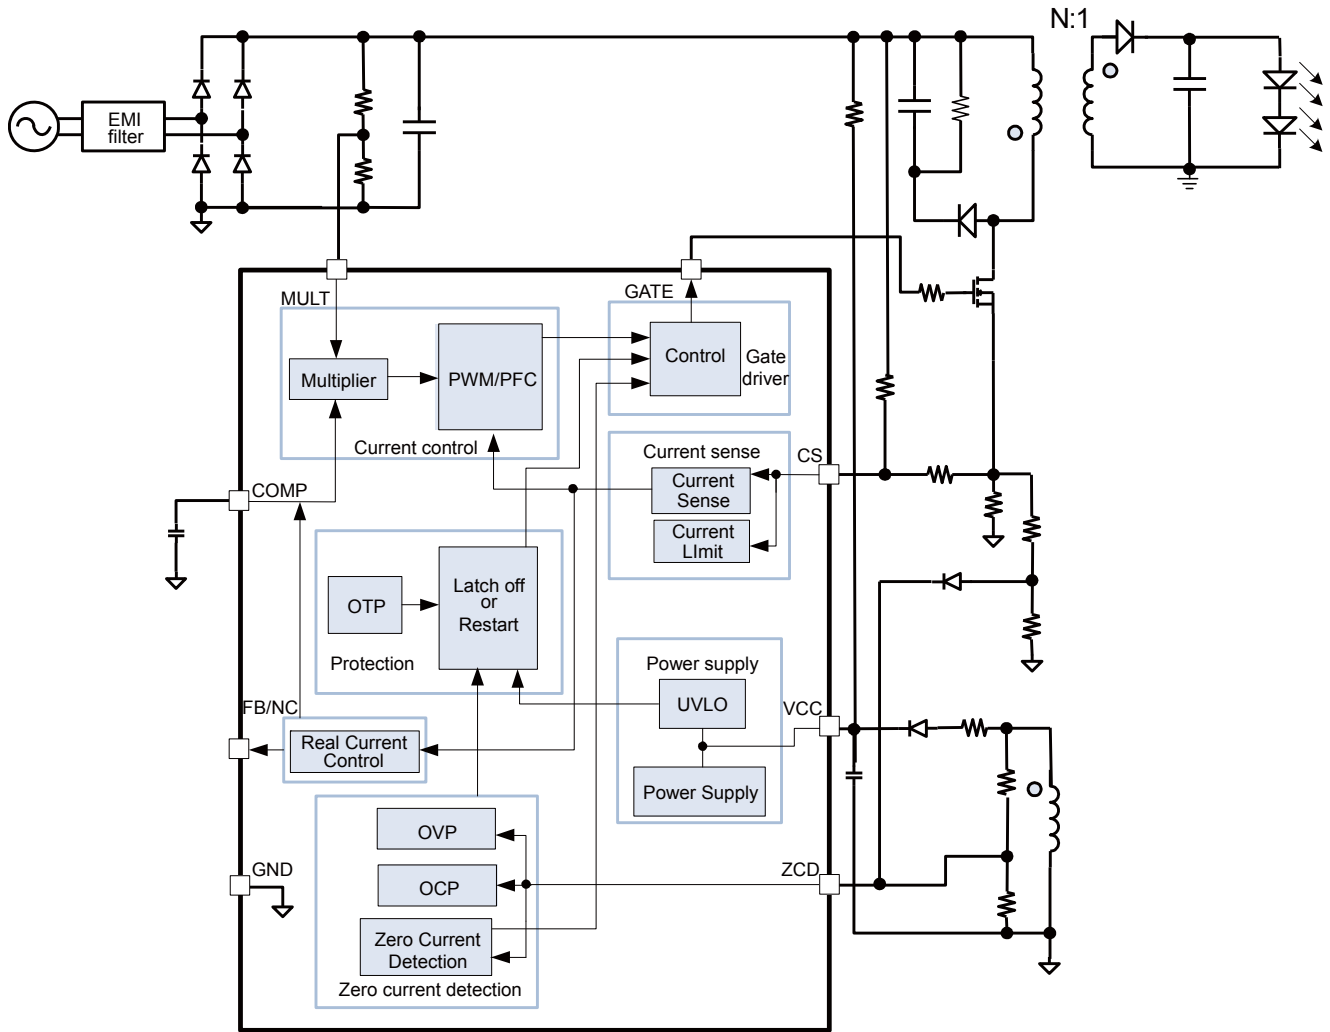 N:1
EMI
filter
MULT
GATE
Multiplier
PWM/PFC
Control
Gate
driver
Current control
Current sense
CS
Current
Sense
COMP
Current
LImit
OTP
Latch off
or
Restart
Protection
Power supply
FB/NC
UVLO
VCC
Real Current
Control
Power Supply
OVP
GND
OCP
ZCD
Zero Current
Detection
Zero current detection